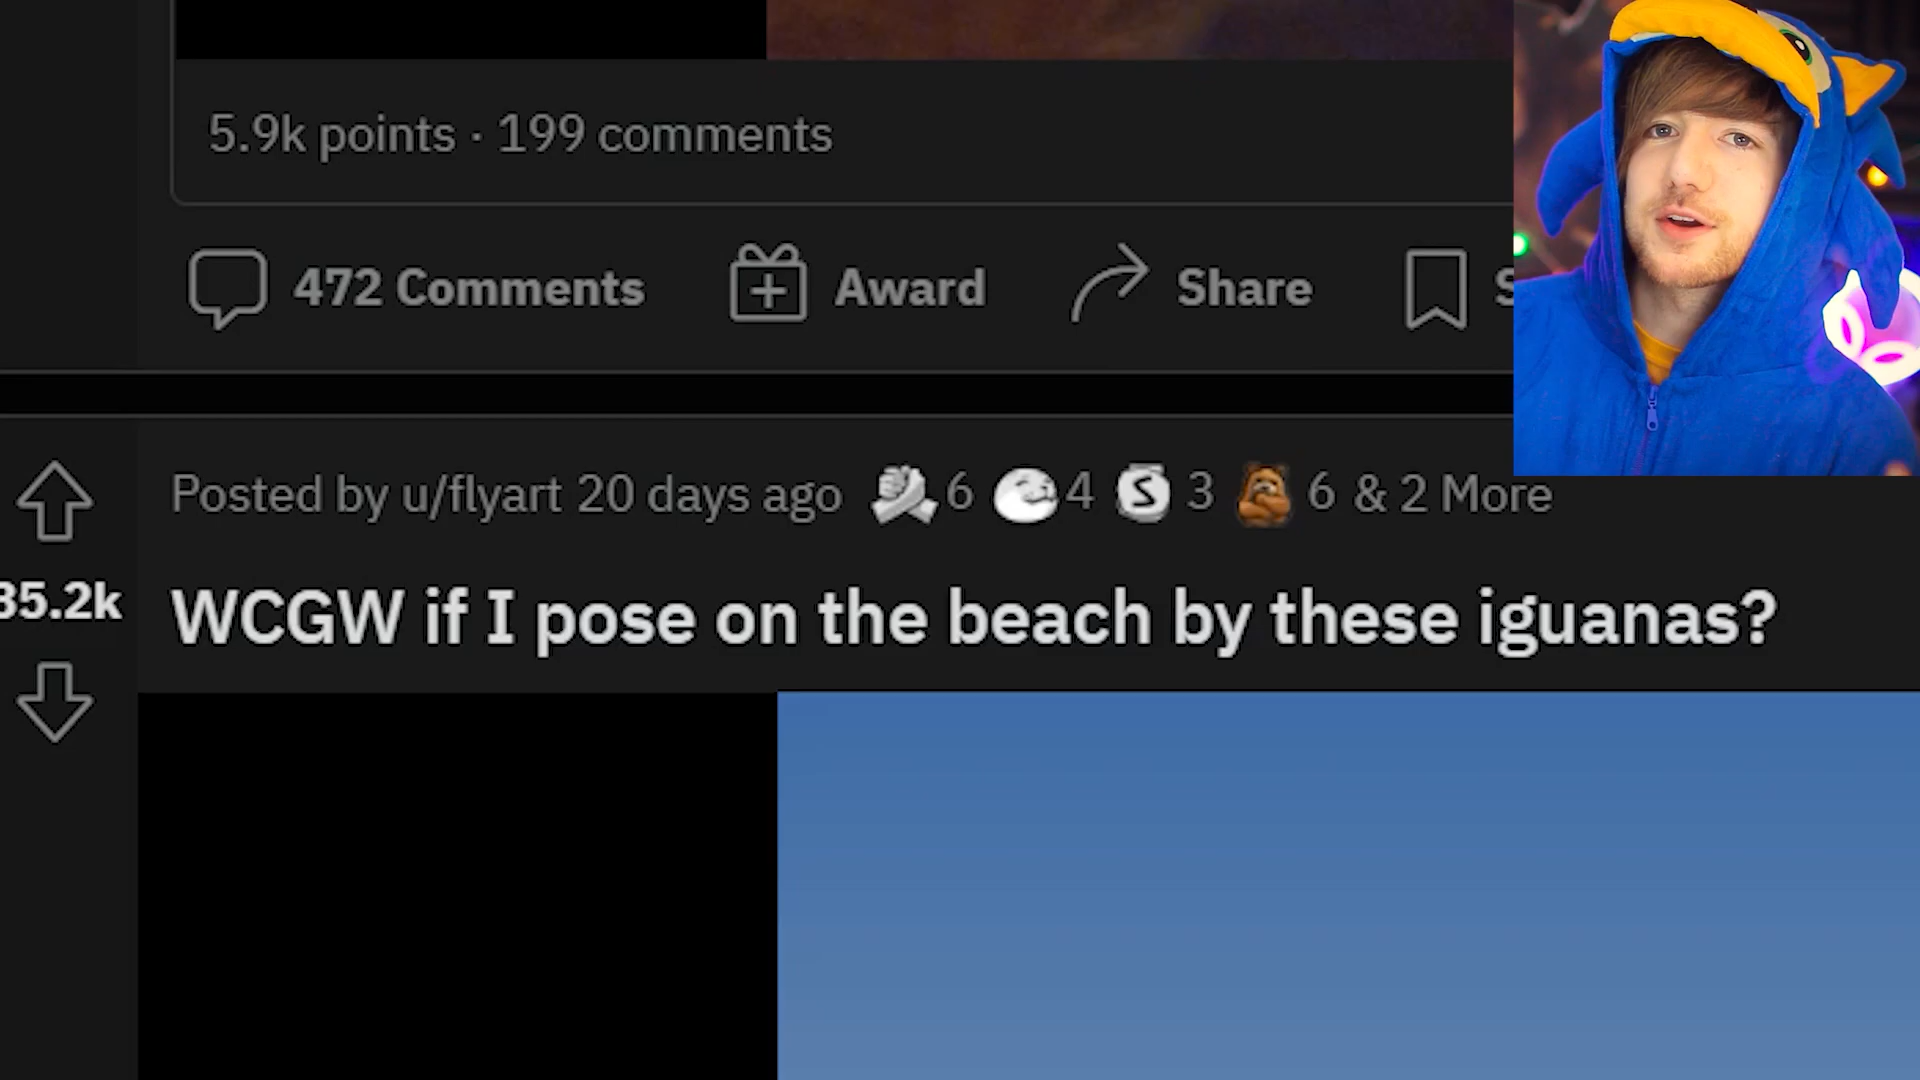 5.9k points · 199 comments
472 Comments Award Share S
Posted by u/flyart 20 days ago 6 4 S 3 6 & 2 More
35.2k
WCGW if I pose on the beach by these iguanas?